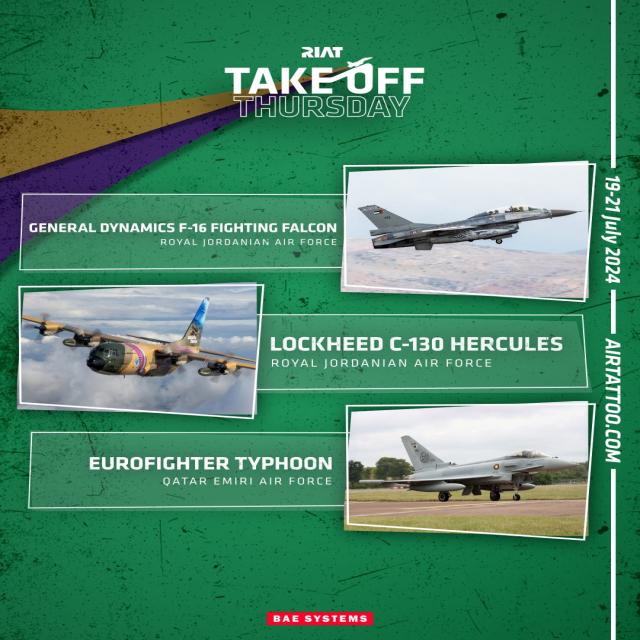 RIAT
TAKE OFF
THURSDAY
GENERAL DYNAMICS F-16 FIGHTING FALCON
ROYAL JORDANIAN AIR FORCE
LOCKHEED C-130 HERCULES
ROYAL JORDANIAN AIR FORCE
EUROFIGHTER TYPHOON
QATAR EMIRI AIR FORCE
19-21 July 2024
AIRTATTOO.COM
BAE SYSTEMS